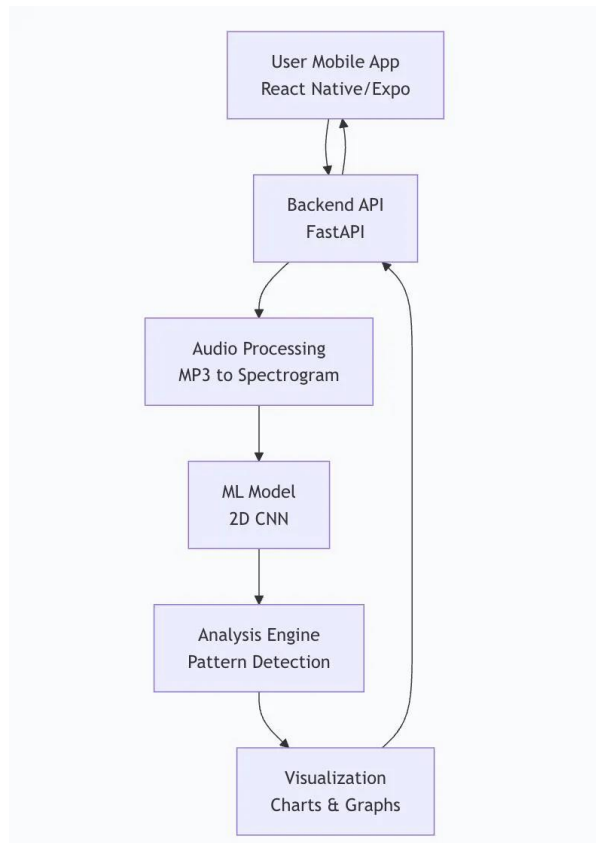 User Mobile App
React Native/Expo
Backend API
FastAPI
Audio Processing
MP3 to Spectrogram
ML Model
2D CNN
Analysis Engine
Pattern Detection
Visualization
Charts & Graphs